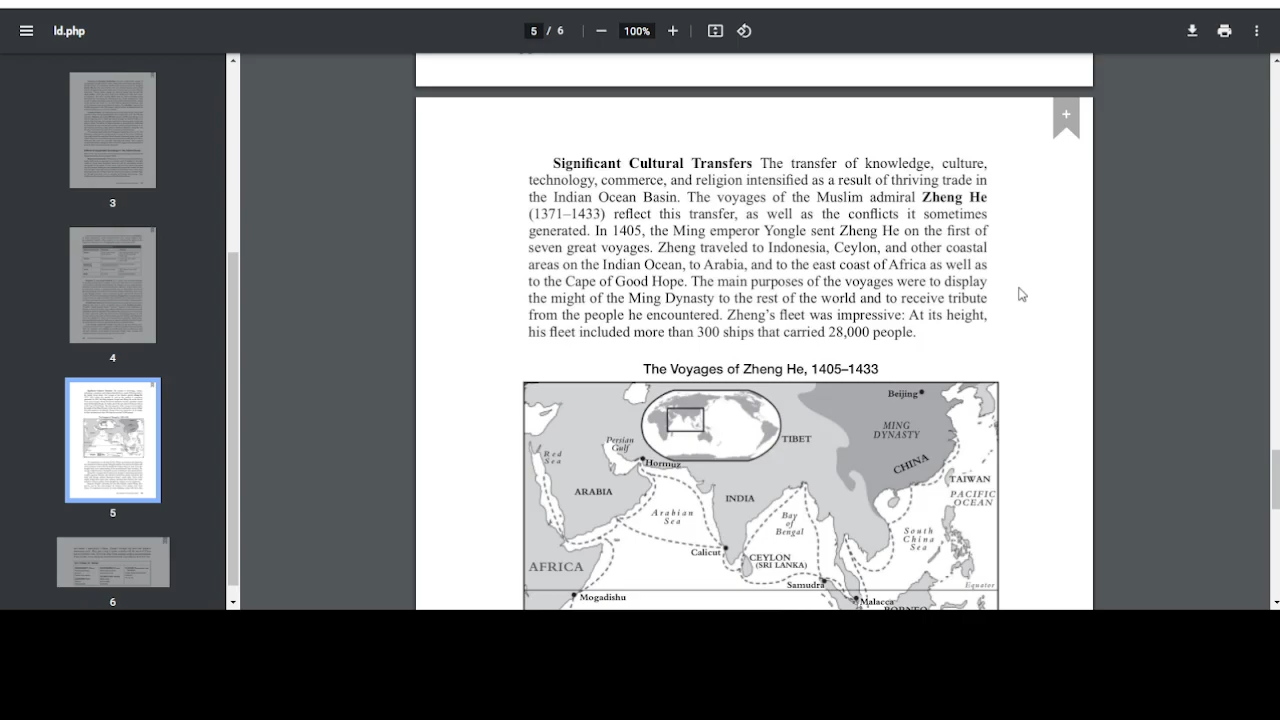 ld.php
5 / 6
100%
3
4
5
6
Significant Cultural Transfers The transfer of knowledge, culture,
technology, commerce, and religion intensified as a result of thriving trade in
the Indian Ocean Basin. The voyages of the Muslim admiral Zheng He
(1371–1433) reflect this transfer, as well as the conflicts it sometimes
generated. In 1405, the Ming emperor Yongle sent Zheng He on the first of
seven great voyages. Zheng traveled to Indonesia, Ceylon, and other coastal
areas on the Indian Ocean, to Arabia, and to the east coast of Africa as well as
to the Cape of Good Hope. The main purposes of the voyages were to display
the might of the Ming Dynasty to the rest of the world and to receive tribute
from the people he encountered. Zheng's fleet was impressive: At its height,
his fleet included more than 300 ships that carried 28,000 people.
The Voyages of Zheng He, 1405–1433
Beijing
MING
DYNASTY
TIBET
Persian
Gulf
Red
Sea
Hormuz
CHINA
TAIWAN
ARABIA
INDIA
PACIFIC
OCEAN
Arabian
Sea
Bay
of
Bengal
South
China
Sea
Calicut
CEYLON
(SRI LANKA)
AFRICA
Samudra
Equator
Mogadishu
Malacca
BORNEO